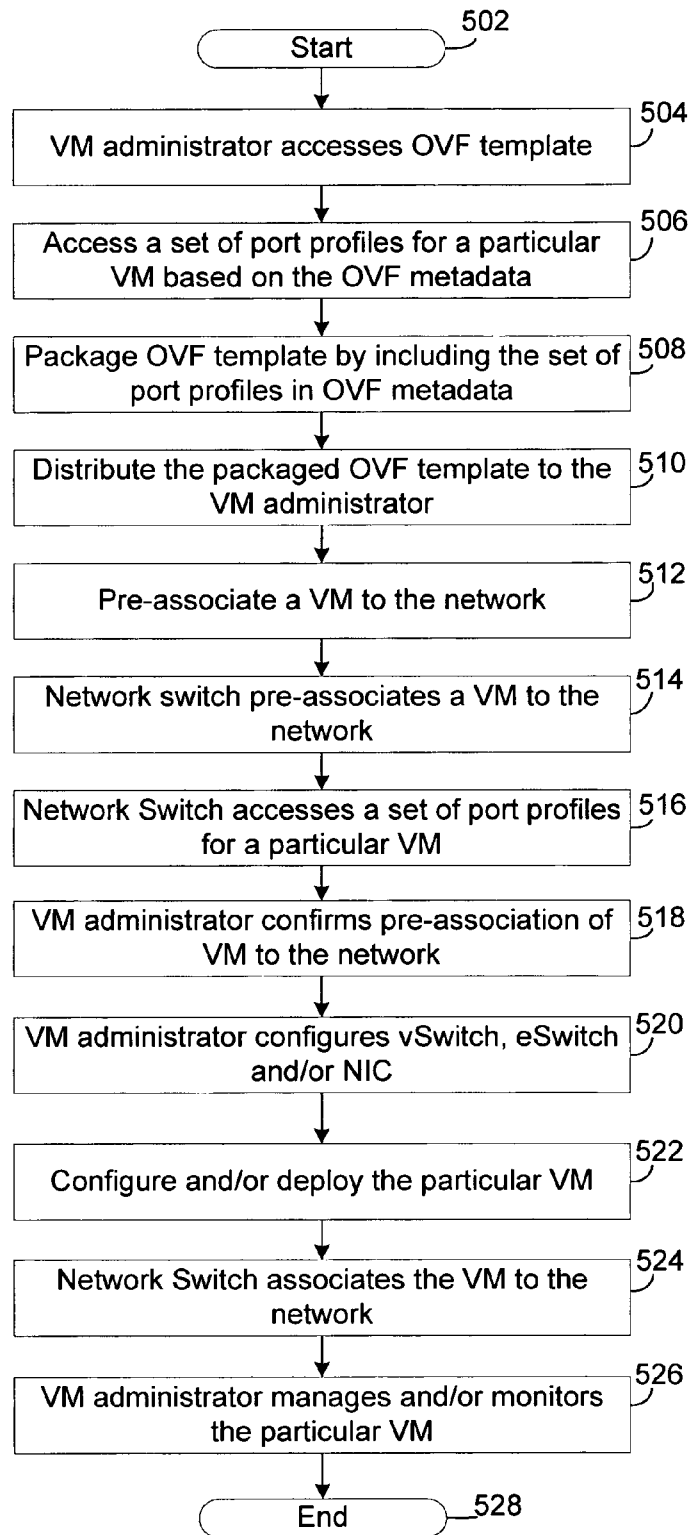 Start
502
VM administrator accesses OVF template
504
Access a set of port profiles for a particular
VM based on the OVF metadata
506
Package OVF template by including the set of
port profiles in OVF metadata
508
Distribute the packaged OVF template to the
VM administrator
510
Pre-associate a VM to the network
512
Network switch pre-associates a VM to the
network
514
Network Switch accesses a set of port profiles
for a particular VM
516
VM administrator confirms pre-association of
VM to the network
518
VM administrator configures vSwitch, eSwitch
and/or NIC
520
Configure and/or deploy the particular VM
522
Network Switch associates the VM to the
network
524
VM administrator manages and/or monitors
the particular VM
526
End
528